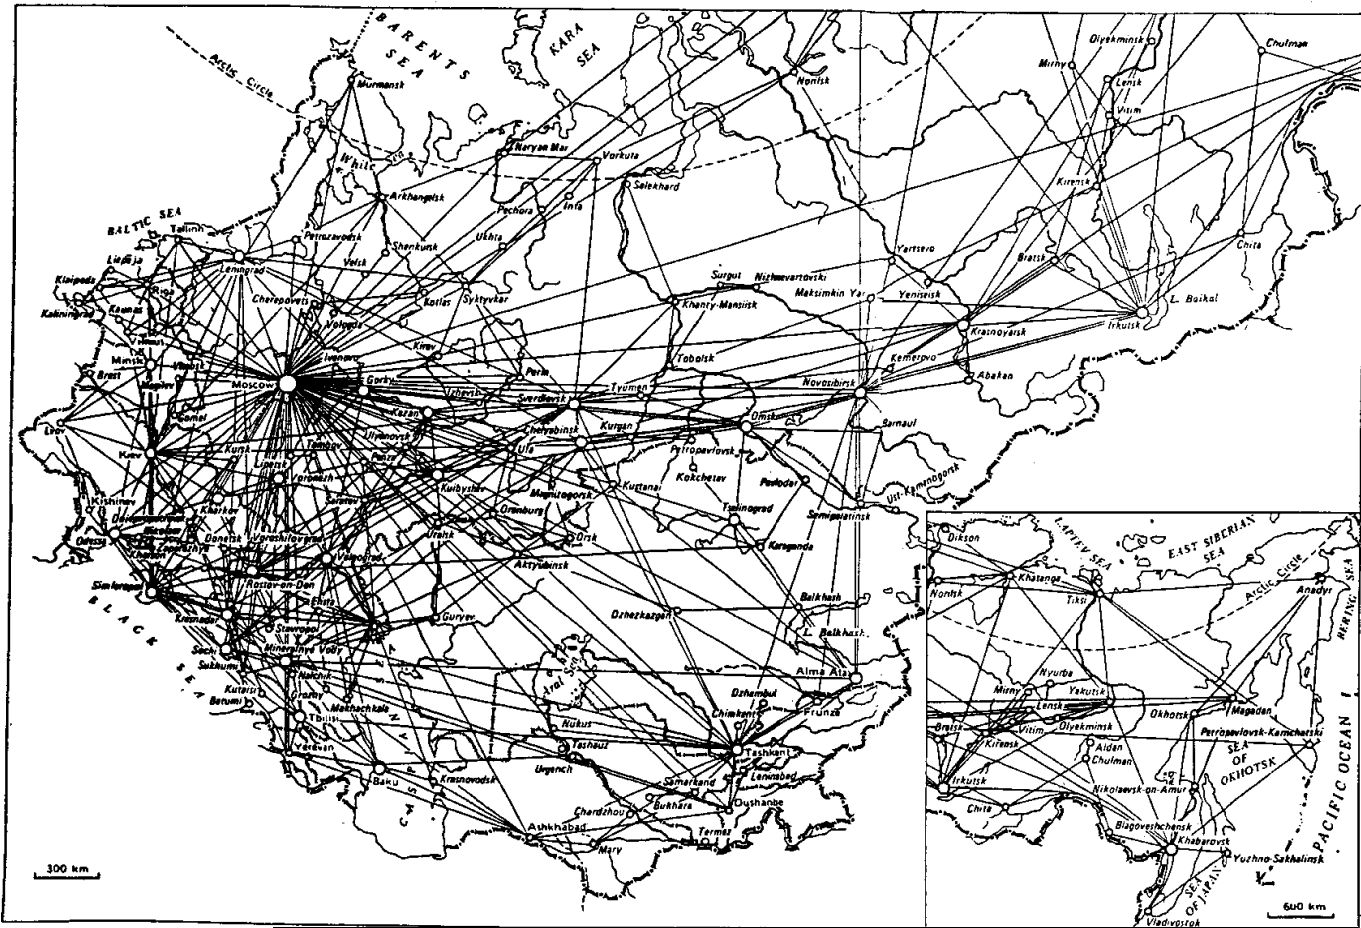 BARENTS
SEA
KARA
SEA
Arctic Circle
Murmansk
Norilsk
Olyekminsk
Mirny
Chulman
Lensk
Vitim
White Sea
Naryan Mar
Vorkuta
Salekhard
Arkhangelsk
Pechora
Inta
Kirensk
BALTIC SEA
Tallinn
Petrozavodsk
Shenkursk
Ukhta
Yartsevo
Bratsk
Chita
Liepaja
Leningrad
Velsk
Klaipeda
Riga
Cherepovets
Kotlas
Syktyvkar
Surgut
Nizhnevartovski
Maksimkin Yar
Yeniseisk
L. Baikal
Kaliningrad
Kaunas
Vologda
Khanty-Mansiisk
Krasnoyarsk
Irkutsk
Vilnius
Minsk
Vitebsk
Ivanovo
Kirov
Tobolsk
Kemerovo
Brest
Mogilev
Moscow
Gorky
Izhevsk
Perm
Sverdlovsk
Tyumen
Novosibirsk
Abakan
Gomel
Kazan
Omsk
Lvov
Ulyanovsk
Chelyabinsk
Kurgan
Barnaul
Kiev
Kursk
Tambov
Lipetsk
Penza
Ufa
Petropavlovsk
Voronezh
Kokchetav
Ust-Kamenogorsk
Kishinev
Kharkov
Saratov
Kuibyshev
Magnitogorsk
Kustanai
Pavlodar
Semipalatinsk
Dnepropetrovsk
Orenburg
Tselinograd
Odessa
Zaporozhye
Kherson
Donetsk
Voroshilovgrad
Volgograd
Uralsk
Orsk
Karaganda
Aktyubinsk
Simferopol
Rostov-on-Don
Elista
Guryev
Dzhezkazgan
Balkhash
BLACK SEA
Krasnodar
Stavropol
L. Balkhash
Sochi
Mineralnye Vody
Sukhumi
Nalchik
Aral Sea
Alma Ata
Kutaisi
Grozny
Dzhambul
Batumi
Makhachkala
Chimkent
Frunze
Tbilisi
Nukus
Yerevan
Tashauz
Tashkent
Urgench
Leninabad
Baku
Krasnovodsk
Samarkand
CASPIAN
Bukhara
Dushanbe
Chardzhou
Ashkhabad
Termez
Mary
300 km
Dikson
LAPTEV SEA
EAST SIBERIAN
SEA
Arctic Circle
Norilsk
Khatanga
Tiksi
Anadyr
BERING SEA
Nyurba
Mirny
Yakutsk
Lensk
Magadan
Olyekminsk
Okhotsk
Bratsk
Vitim
Petropavlovsk-Kamchatski
Kirensk
Aldan
SEA
OF
OKHOTSK
Chulman
Irkutsk
Nikolaevsk-on-Amur
Chita
Blagoveshchensk
Khabarovsk
Yuzhno-Sakhalinsk
SEA
OF JAPAN
PACIFIC OCEAN
Vladivostok
600 km